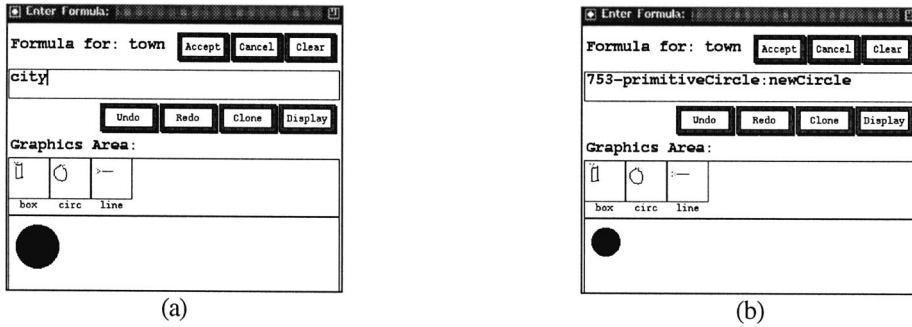 Enter Formula:
Formula for: town Accept Cancel Clear
city
Undo Redo Clone Display
Graphics Area:
box circ line
(a)
Enter Formula:
Formula for: town Accept Cancel Clear
753-primitiveCircle:newCircle
Undo Redo Clone Display
Graphics Area:
box circ line
(b)